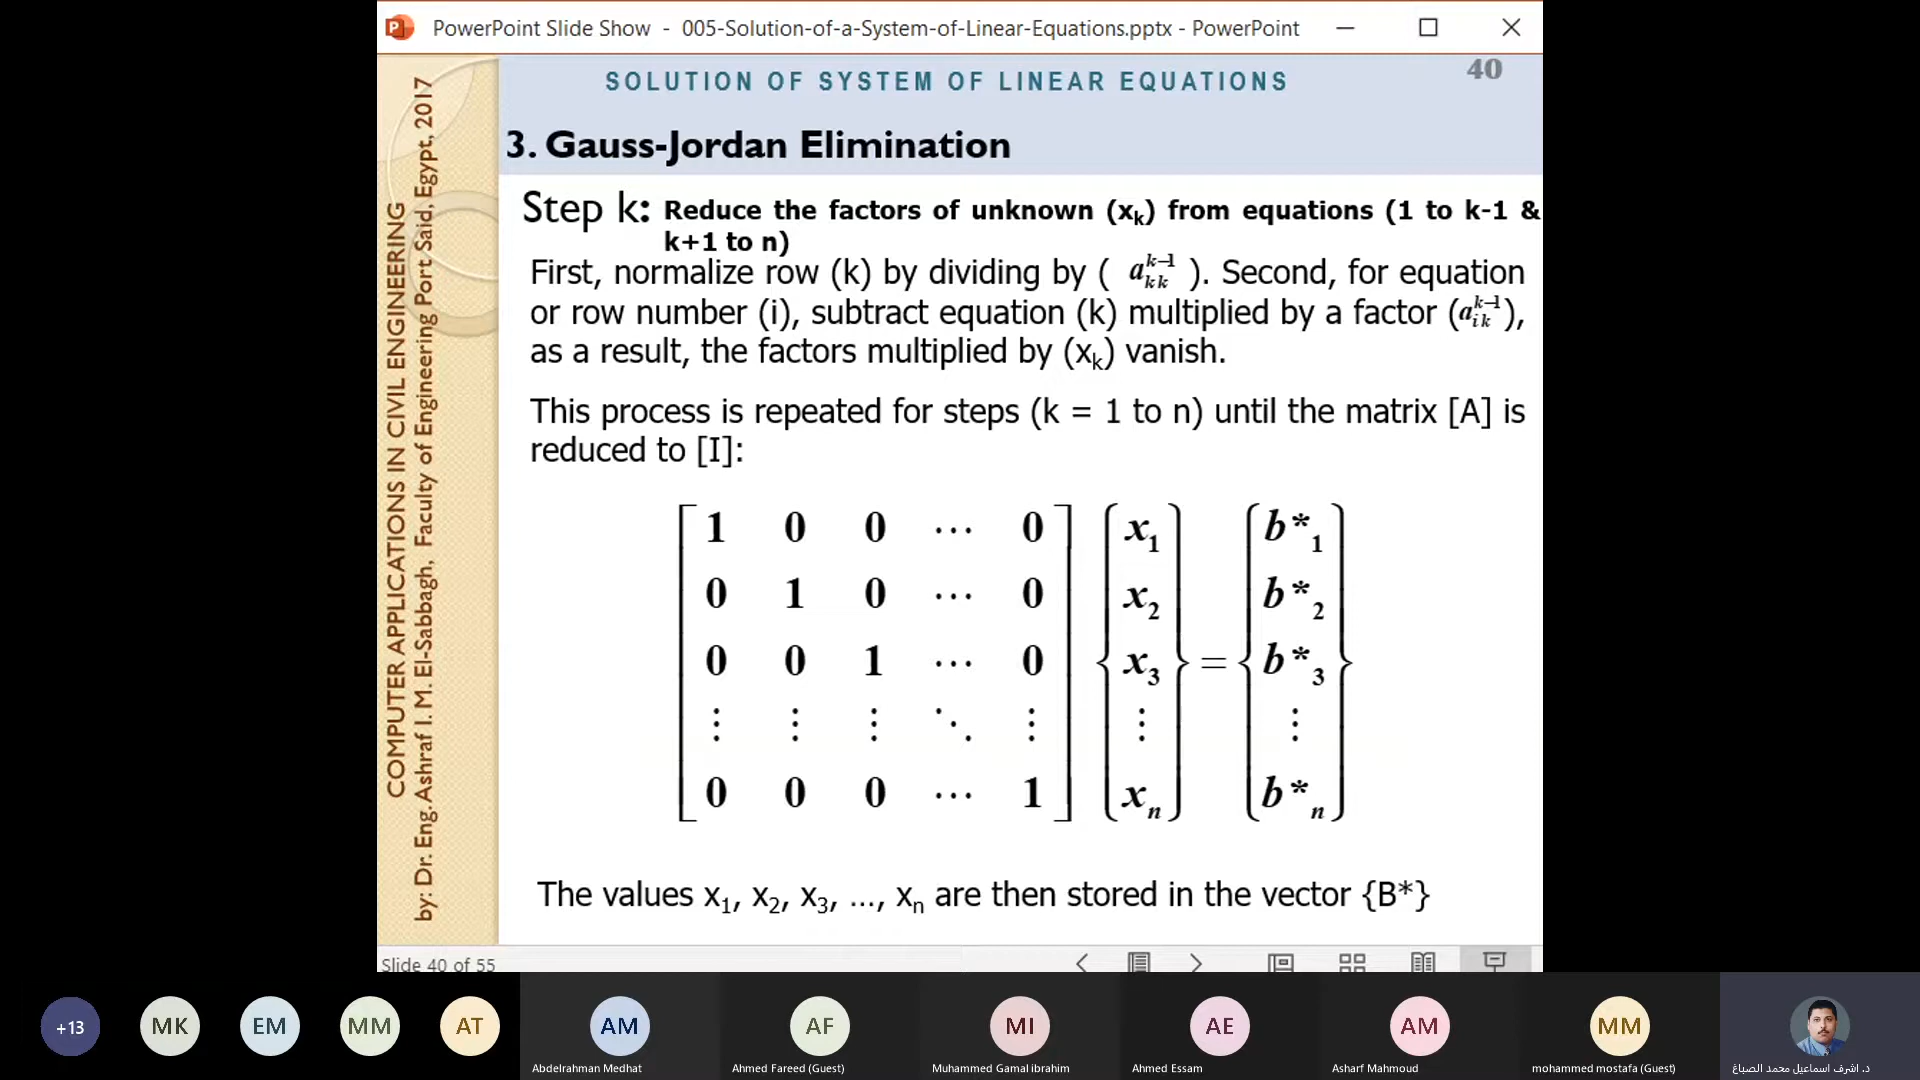 PowerPoint Slide Show - 005-Solution-of-a-System-of-Linear-Equations.pptx - PowerPoint
COMPUTER APPLICATIONS IN CIVIL ENGINEERING
by: Dr. Eng. Ashraf I. M. El-Sabbagh, Faculty of Engineering Port Said, Egypt, 2017
SOLUTION OF SYSTEM OF LINEAR EQUATIONS
40
3. Gauss-Jordan Elimination
Step k: Reduce the factors of unknown (xₖ) from equations (1 to k-1 &
k+1 to n)
First, normalize row (k) by dividing by ( a_{kk}^{k-1} ). Second, for equation
or row number (i), subtract equation (k) multiplied by a factor (a_{ik}^{k-1}),
as a result, the factors multiplied by (xₖ) vanish.
This process is repeated for steps (k = 1 to n) until the matrix [A] is
reduced to [I]:
1 0 0 ⋯ 0 x₁ b*₁
0 1 0 ⋯ 0 x₂ b*₂
0 0 1 ⋯ 0 x₃ = b*₃
⋮ ⋮ ⋮ ⋱ ⋮ ⋮ ⋮
0 0 0 ⋯ 1 xₙ b*ₙ
The values x₁, x₂, x₃, …, xₙ are then stored in the vector {B*}
Slide 40 of 55
+13 MK EM MM AT AM AF MI AE AM MM
Abdelrahman Medhat
Ahmed Fareed (Guest)
Muhammed Gamal ibrahim
Ahmed Essam
Asharf Mahmoud
mohammed mostafa (Guest)
د. اشرف اسماعيل محمد الصباغ